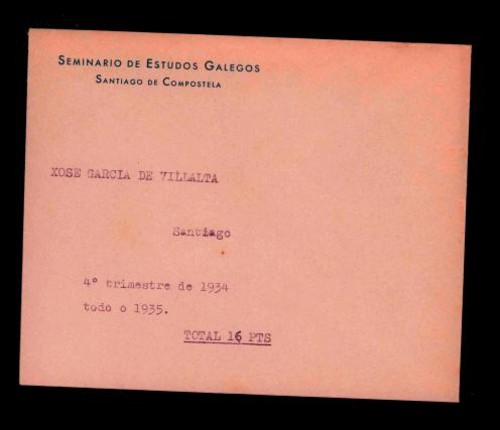 SEMINARIO DE ESTUDOS GALEGOS
SANTIAGO DE COMPOSTELA
XOSE GARCIA DE VILLALTA
Santiago
4º trimestre de 1934
todo o 1935.
TOTAL 16 PTS